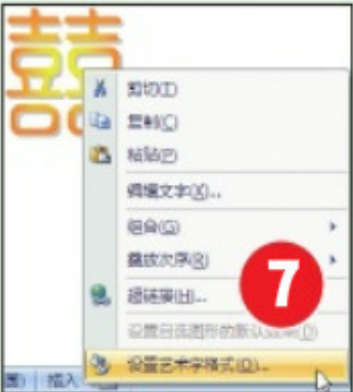 囍
剪切(T)
复制(C)
粘贴(P)
编辑文字(X)...
组合(G)
叠放次序(R)
7
超链接(H)...
设置自选图形的默认效果(D)
设置艺术字格式(O)...
插入